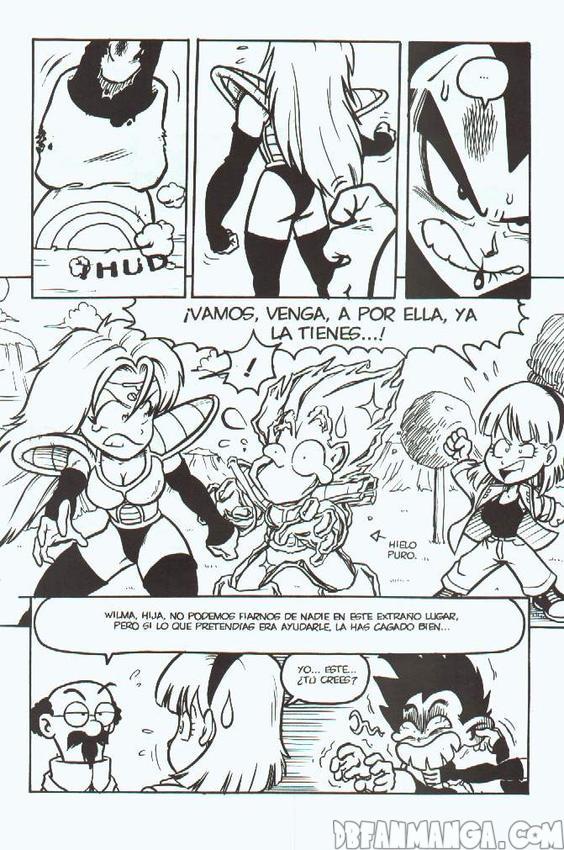 ...
THUD
¡VAMOS, VENGA, A POR ELLA, YA
LA TIENES...!
!
HIELO
PURO.
WILMA, HIJA, NO PODEMOS FIARNOS DE NADIE EN ESTE EXTRAÑO LUGAR,
PERO SI LO QUE PRETENDÍAS ERA AYUDARLE, LA HAS CAGADO BIEN...
YO... ESTE...
¿TÚ CREES?
DBFANMANGA.COM